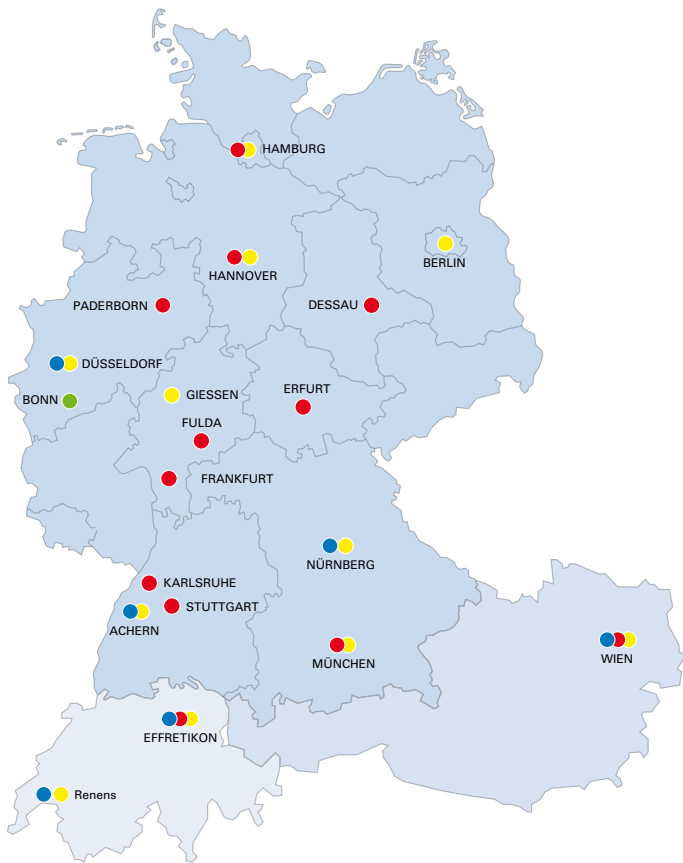 HAMBURG
BERLIN
HANNOVER
PADERBORN
DESSAU
DÜSSELDORF
ERFURT
GIESSEN
BONN
FULDA
FRANKFURT
NÜRNBERG
KARLSRUHE
STUTTGART
ACHERN
WIEN
MÜNCHEN
EFFRETIKON
Renens